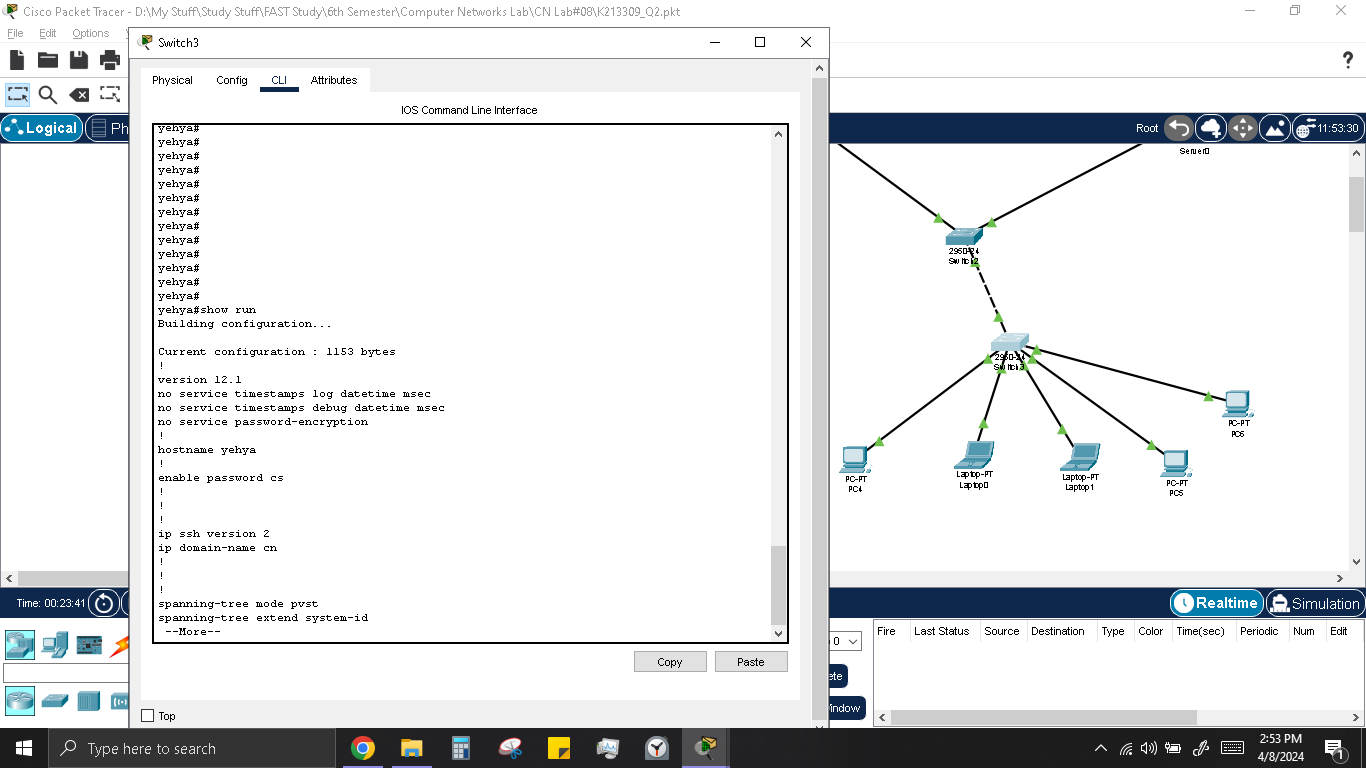 Cisco Packet Tracer - D:\My Stuff\Study Stuff\FAST Study\6th Semester\Computer Networks Lab\CN Lab#08\K213309_Q2.pkt
File Edit Options
Switch3
Physical Config CLI Attributes
IOS Command Line Interface
Logical
Ph
Root
11:53:30
yehya#
yehya#
yehya#
yehya#
yehya#
yehya#
yehya#
yehya#
yehya#
yehya#
yehya#
yehya#
yehya#
yehya#show run
Building configuration...
Current configuration : 1153 bytes
!
version 12.1
no service timestamps log datetime msec
no service timestamps debug datetime msec
no service password-encryption
!
hostname yehya
!
enable password cs
!
!
!
ip ssh version 2
ip domain-name cn
!
!
!
spanning-tree mode pvst
spanning-tree extend system-id
--More--
Copy Paste
Top
Server0
2950-24
Switch2
2950-24
Switch3
PC-PT
PC4
Laptop-PT
Laptop0
Laptop-PT
Laptop1
PC-PT
PC5
PC-PT
PC6
Time: 00:23:41
Realtime Simulation
0
ete
indow
Fire Last Status Source Destination Type Color Time(sec) Periodic Num Edit
Type here to search
2:53 PM
4/8/2024
1